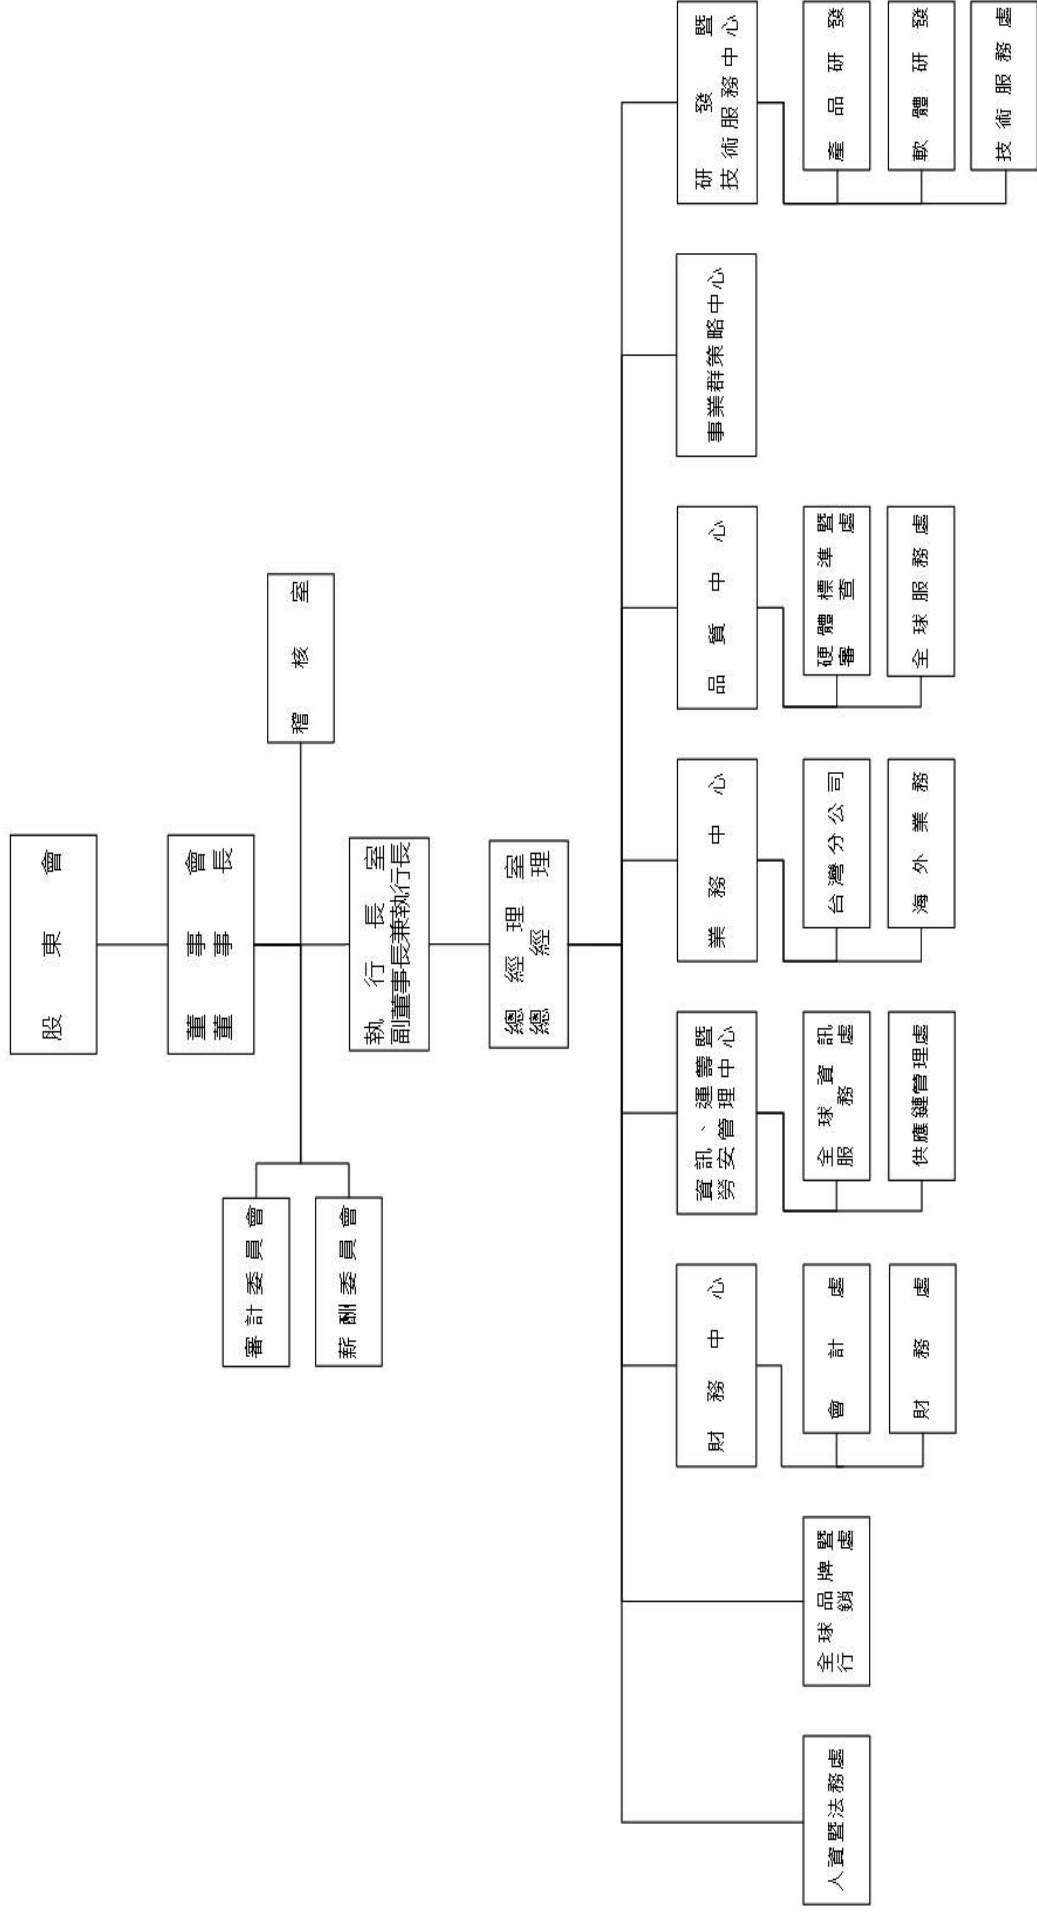 股東會
董事會
董事長
稽核室
審計委員會
薪酬委員會
執行長室
副董事長兼執行長
總經理室
總經理
人資暨法務處
全球品牌暨
行銷處
財務中心
會計處
財務處
資訊、運籌暨
勞安管理中心
全球資訊
服務處
供應鏈管理處
業務中心
台灣分公司
海外業務
品質中心
硬體標準暨
審查處
全球服務處
事業群策略中心
研發暨
技術服務中心
產品研發
軟體研發
技術服務處